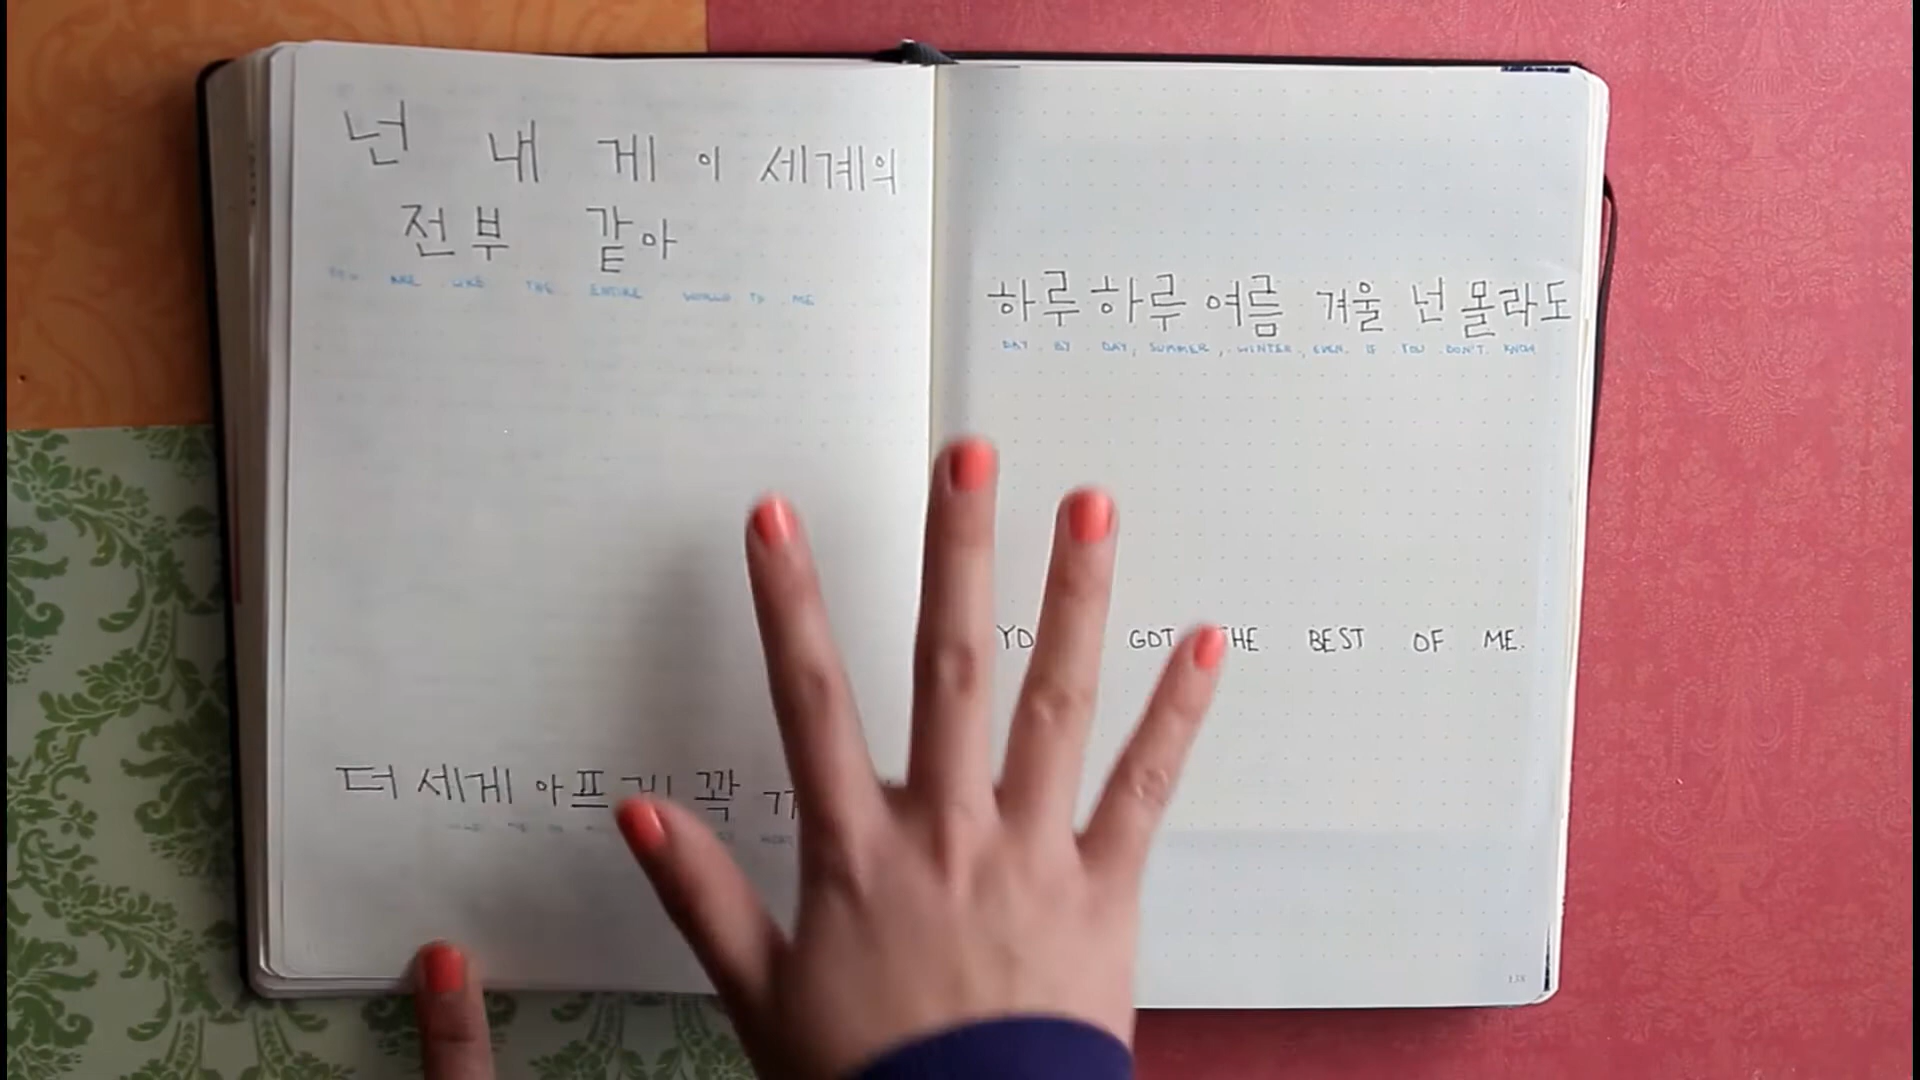 넌 내 게 이 세계의
전부 같아
YOU ARE LIKE THE ENTIRE WORLD TO ME
더 세게 아프게 꽉
하루하루 여름 겨울 넌 몰라도
DAY BY DAY, SUMMER, WINTER, EVEN IF YOU DON'T KNOW
GOT THE BEST OF ME.
138